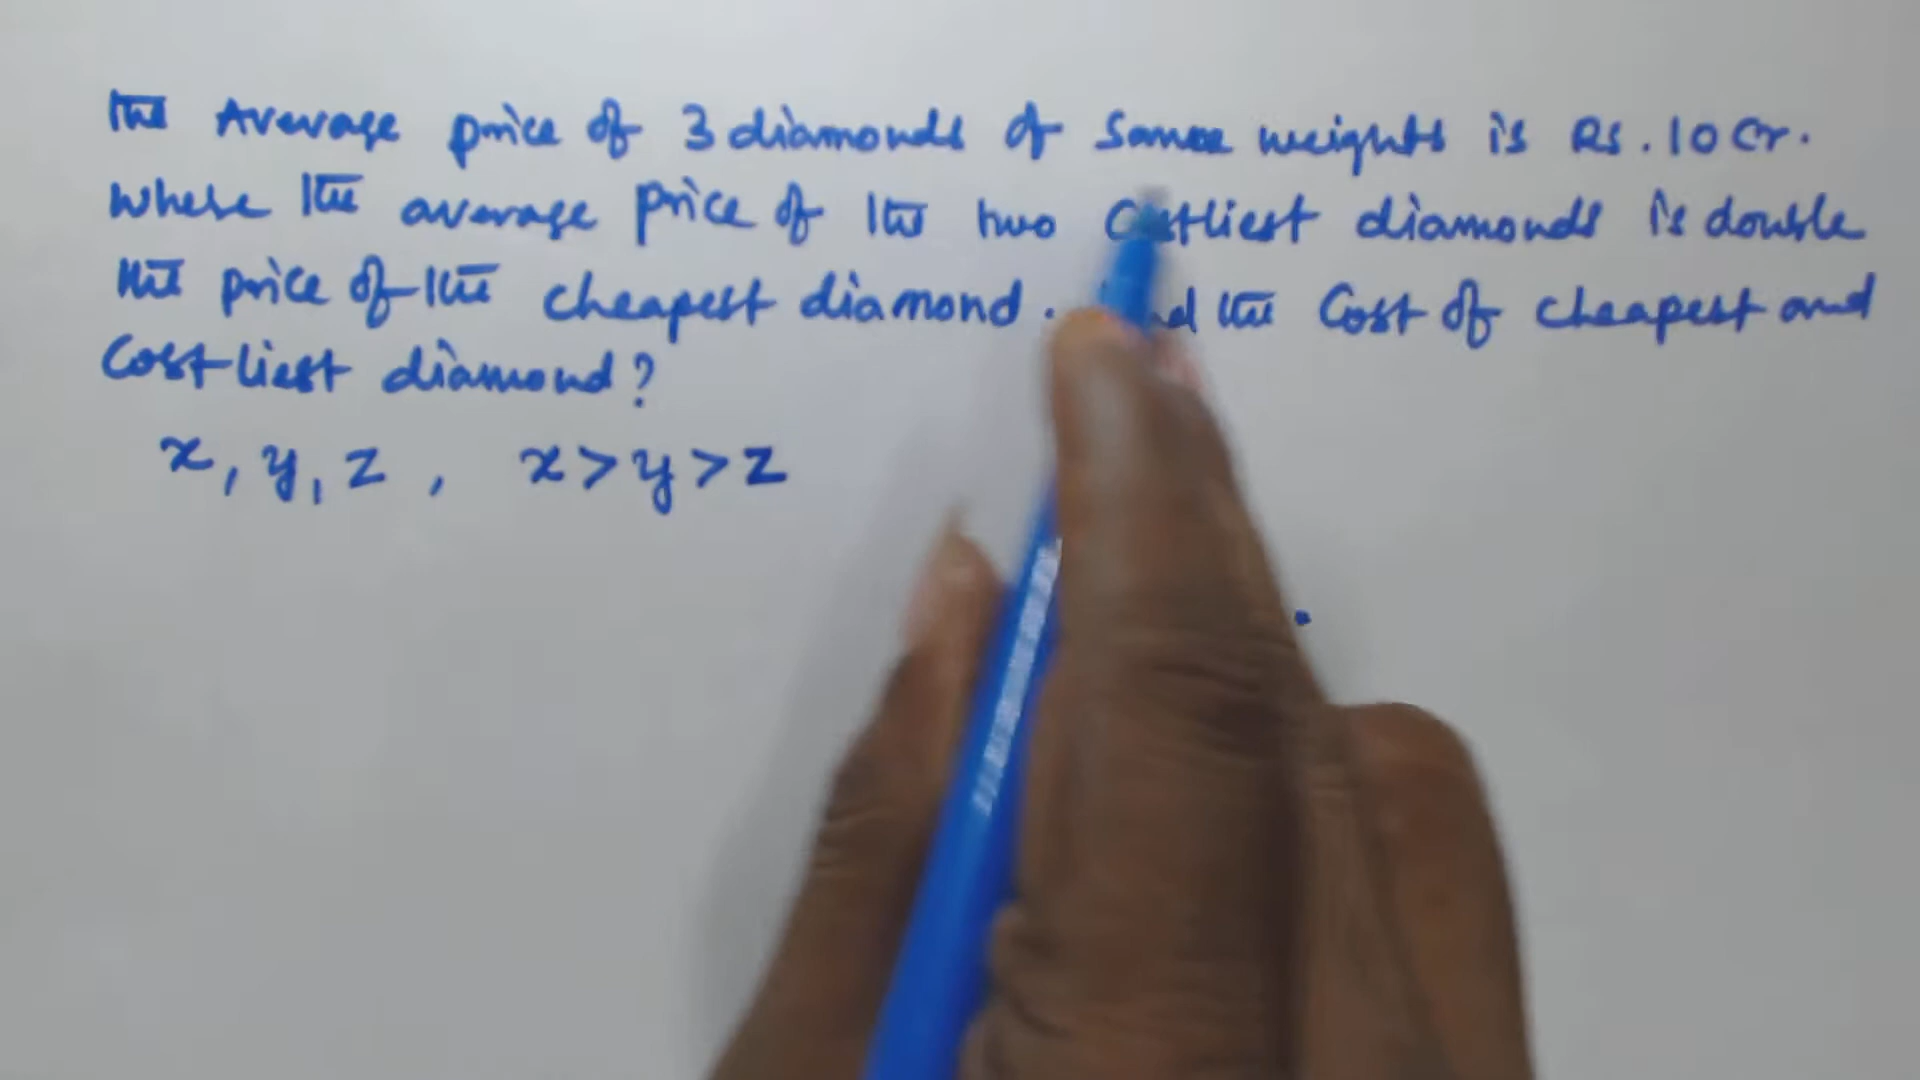 The Average price of 3 diamonds of same weights is Rs. 10 Cr.
Where the average price of the two Costliest diamonds is double
the price of the cheapest diamond. the Cost of cheapest and
Costliest diamond?
x, y, z , x > y > z